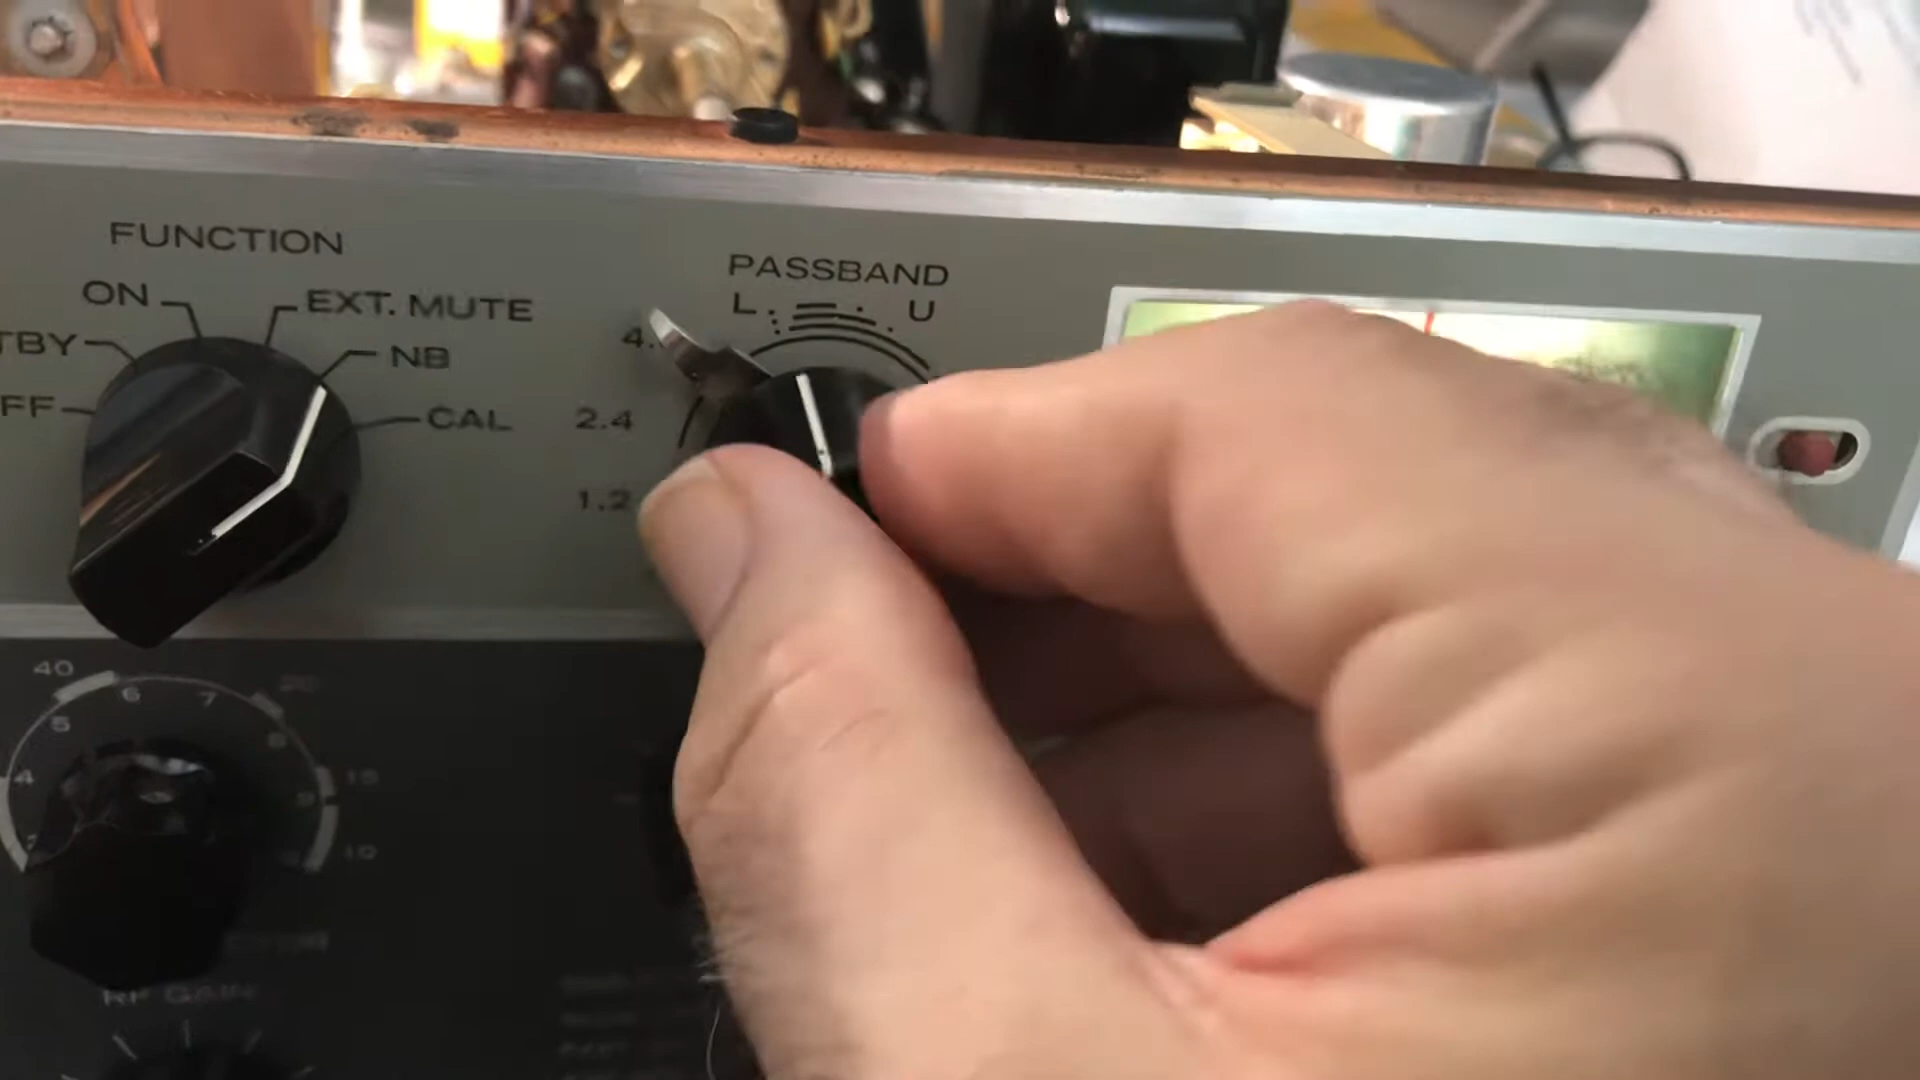 FUNCTION
PASSBAND
ON
EXT. MUTE
L
U
TBY
NB
4.
FF
CAL
2.4
1.2
40
6
7
5
8
4
15
10
RF GAIN